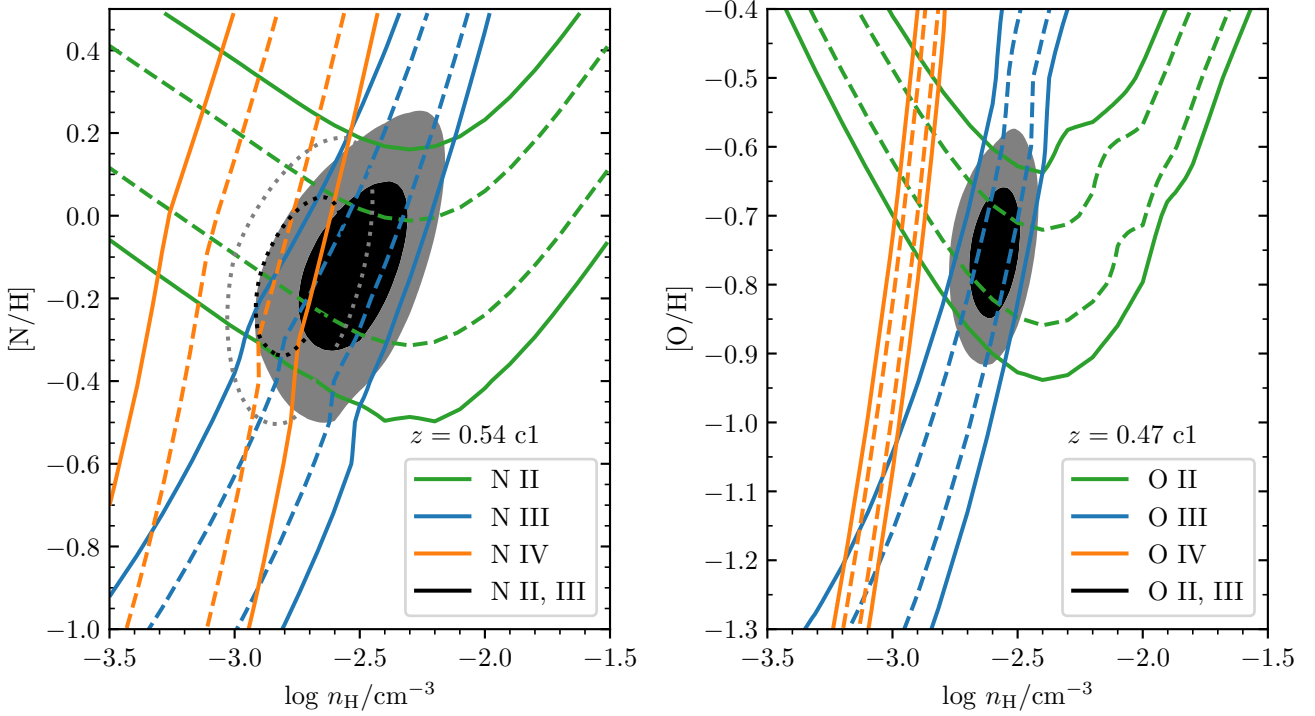 0.4
0.2
0.0
−0.2
−0.4
−0.6
−0.8
−1.0
[N/H]
−3.5
−3.0
−2.5
−2.0
−1.5
log n_H/cm⁻³
z = 0.54 c1
N II
N III
N IV
N II, III
−0.4
−0.5
−0.6
−0.7
−0.8
−0.9
−1.0
−1.1
−1.2
−1.3
[O/H]
−3.5
−3.0
−2.5
−2.0
−1.5
log n_H/cm⁻³
z = 0.47 c1
O II
O III
O IV
O II, III